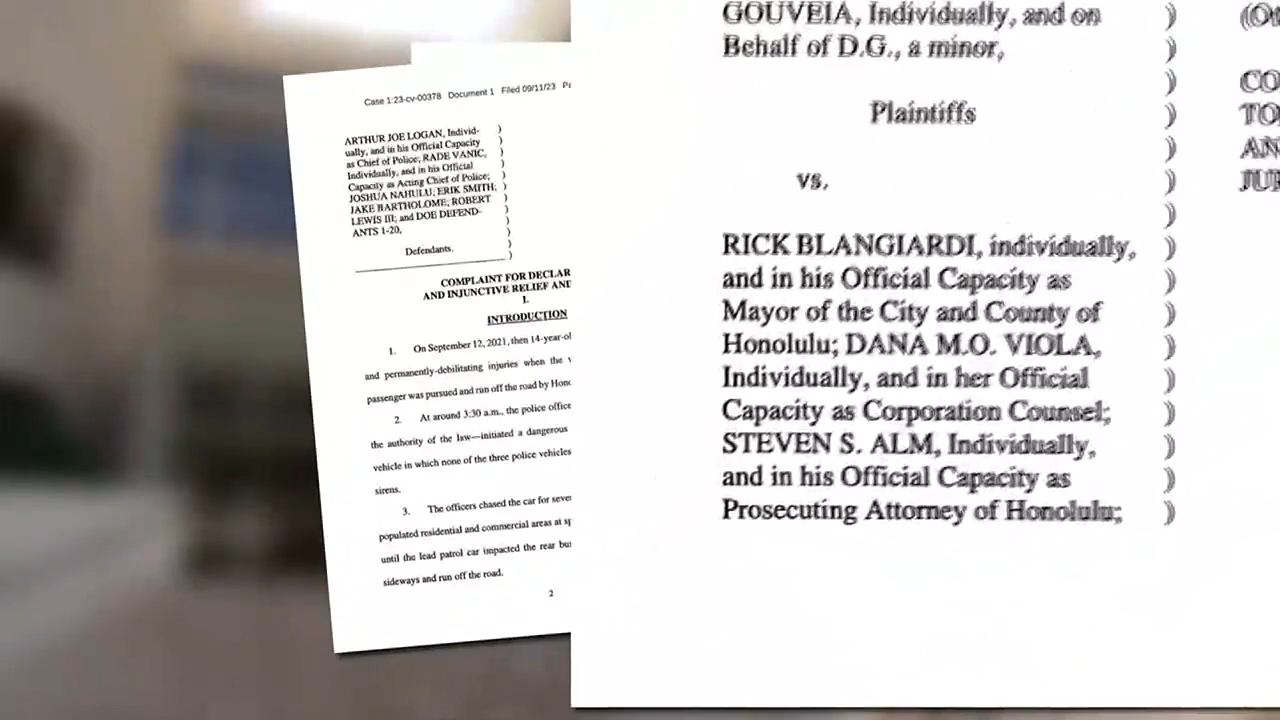 Case 1:23-cv-00378 Document 1 Filed 09/11/23
ARTHUR JOE LOGAN, Individ- )
ually, and in his Official Capacity )
as Chief of Police; RADE VANIC, )
Individually, and in his Official )
Capacity as Acting Chief of Police; )
JOSHUA NAHULU; ERIK SMITH; )
JAKE BARTHOLOME; ROBERT )
LEWIS III; and DOE DEFEND- )
ANTS 1-20, )
Defendants. )
COMPLAINT FOR DECLAR
AND INJUNCTIVE RELIEF AND
I.
INTRODUCTION
1. On September 12, 2021, then 14-year-ol
and permanently-debilitating injuries when the
passenger was pursued and run off the road by Hono
2. At around 3:30 a.m., the police office
the authority of the law—initiated a dangerous
vehicle in which none of the three police vehicles
sirens.
3. The officers chased the car for seve
populated residential and commercial areas at
until the lead patrol car impacted the rear
sideways and run off the road.
2
GOUVEIA, Individually, and on )
Behalf of D.G., a minor, )
Plaintiffs )
vs. )
RICK BLANGIARDI, individually, )
and in his Official Capacity as )
Mayor of the City and County of )
Honolulu; DANA M.O. VIOLA, )
Individually, and in her Official )
Capacity as Corporation Counsel; )
STEVEN S. ALM, Individually, )
and in his Official Capacity as )
Prosecuting Attorney of Honolulu; )
CO
AN